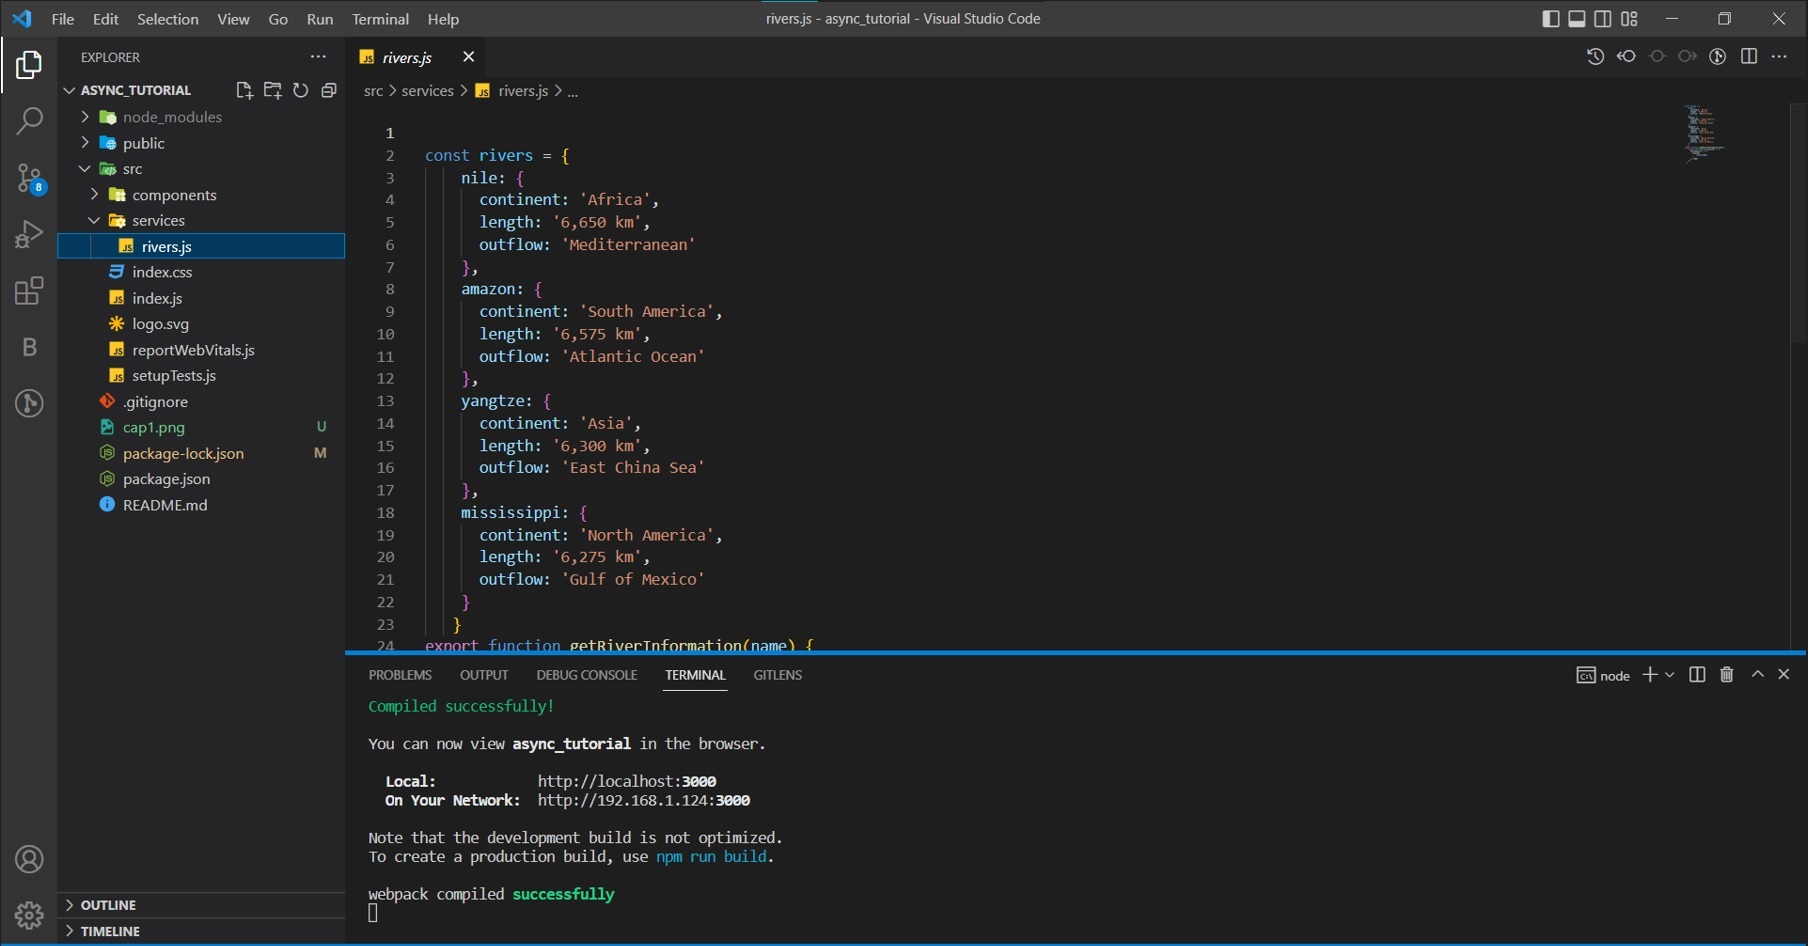 File Edit Selection View Go Run Terminal Help
rivers.js - async_tutorial - Visual Studio Code
EXPLORER
ASYNC_TUTORIAL
node_modules
public
src
components
services
JS rivers.js
index.css
JS index.js
logo.svg
JS reportWebVitals.js
JS setupTests.js
.gitignore
cap1.png U
package-lock.json M
package.json
README.md
OUTLINE
TIMELINE
8
B
JS rivers.js
src > services > JS rivers.js > ...
1
2 const rivers = {
3 nile: {
4 continent: 'Africa',
5 length: '6,650 km',
6 outflow: 'Mediterranean'
7 },
8 amazon: {
9 continent: 'South America',
10 length: '6,575 km',
11 outflow: 'Atlantic Ocean'
12 },
13 yangtze: {
14 continent: 'Asia',
15 length: '6,300 km',
16 outflow: 'East China Sea'
17 },
18 mississippi: {
19 continent: 'North America',
20 length: '6,275 km',
21 outflow: 'Gulf of Mexico'
22 }
23 }
24 export function getRiverInformation(name) {
PROBLEMS OUTPUT DEBUG CONSOLE TERMINAL GITLENS
node
Compiled successfully!
You can now view async_tutorial in the browser.
Local: http://localhost:3000
On Your Network: http://192.168.1.124:3000
Note that the development build is not optimized.
To create a production build, use npm run build.
webpack compiled successfully